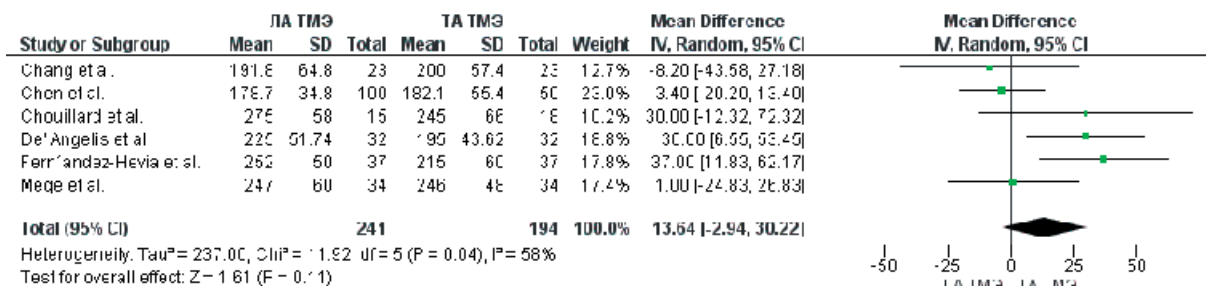 ЛА ТМЭ TA TMЭ Mean Difference Mean Difference
Study or Subgroup Mean SD Total Mean SD Total Weight IV, Random, 95% CI IV, Random, 95% CI
Chang et al. 191.8 64.8 23 200 57.4 23 12.7% -8.20 [-43.58, 27.18]
Chen et al. 178.7 34.8 100 182.1 55.4 50 23.0% -3.40 [-20.20, 13.40]
Chouillard et al. 275 58 15 245 66 18 10.2% 30.00 [-12.32, 72.32]
De'Angelis et al 225 51.74 32 195 43.62 32 18.8% 30.00 [6.55, 53.45]
Fernandez-Hevia et al. 252 50 37 215 60 37 17.8% 37.00 [11.83, 62.17]
Mege et al. 247 60 34 246 48 34 17.4% 1.00 [-24.83, 26.83]
Total (95% CI) 241 194 100.0% 13.64 [-2.94, 30.22]
Heterogeneity: Tau² = 237.00, Chi² = 11.92 df = 5 (P = 0.04), I² = 58%
Test for overall effect: Z = 1.61 (P = 0.11)
-50 -25 0 25 50